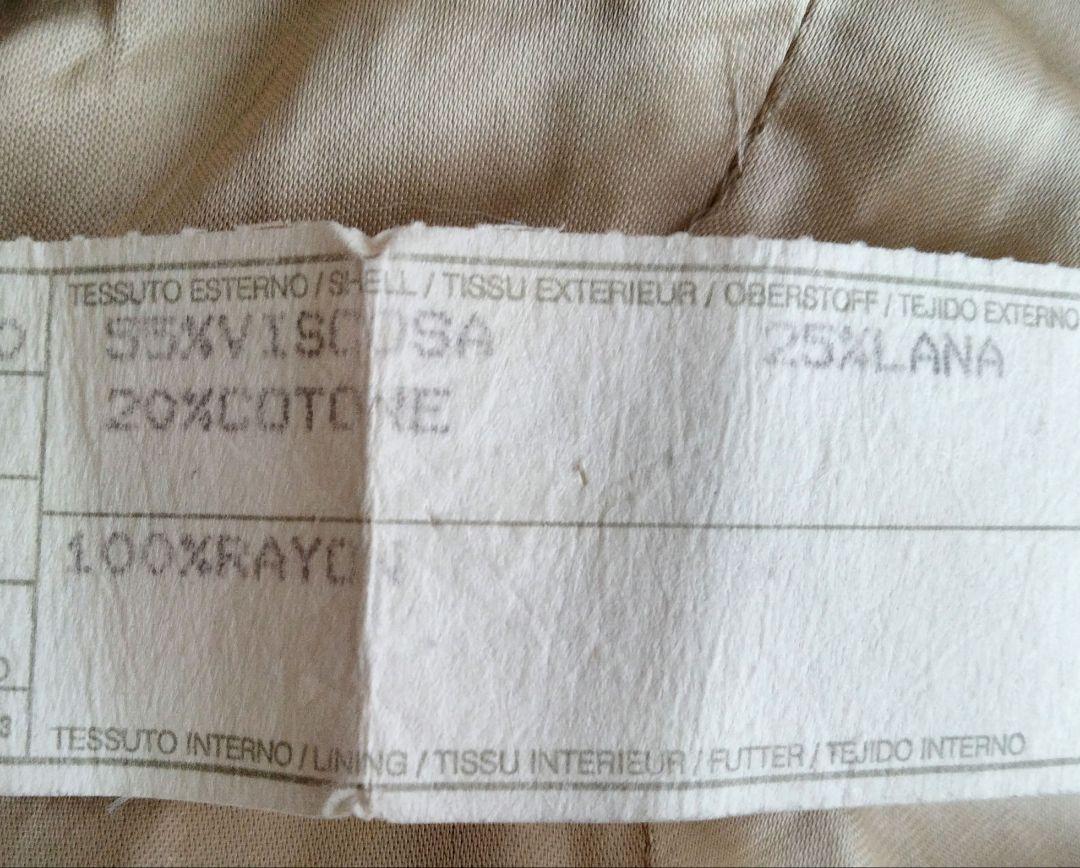 TESSUTO ESTERNO / SHELL / TISSU EXTERIEUR / OBERSTOFF / TEJIDO EXTERNO
55%VISCOSA 25%LANA
20%COTONE
100%RAYON
TESSUTO INTERNO / LINING / TISSU INTERIEUR / FUTTER / TEJIDO INTERNO